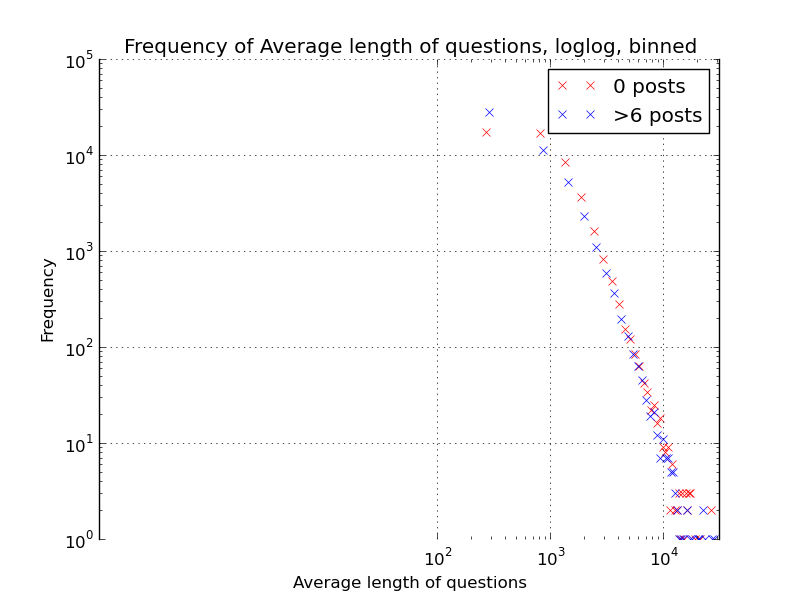 Frequency of Average length of questions, loglog, binned
10^5
0 posts
>6 posts
10^4
10^3
10^2
10^1
10^0
Frequency
10^2 10^3 10^4
Average length of questions